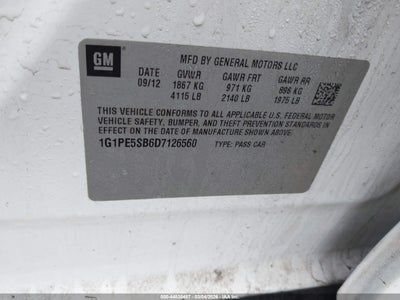 GM
MFD BY GENERAL MOTORS LLC
DATE GVWR GAWR FRT GAWR RR
09/12 1867 KG 971 KG 896 KG
4115 LB 2140 LB 1975 LB
THIS VEHICLE CONFORMS TO ALL APPLICABLE U.S. FEDERAL MOTOR
VEHICLE SAFETY, BUMPER, AND THEFT PREVENTION STANDARDS
IN EFFECT ON THE DATE OF MANUFACTURE SHOWN ABOVE.
1G1PE5SB6D7126560 TYPE: PASS CAR